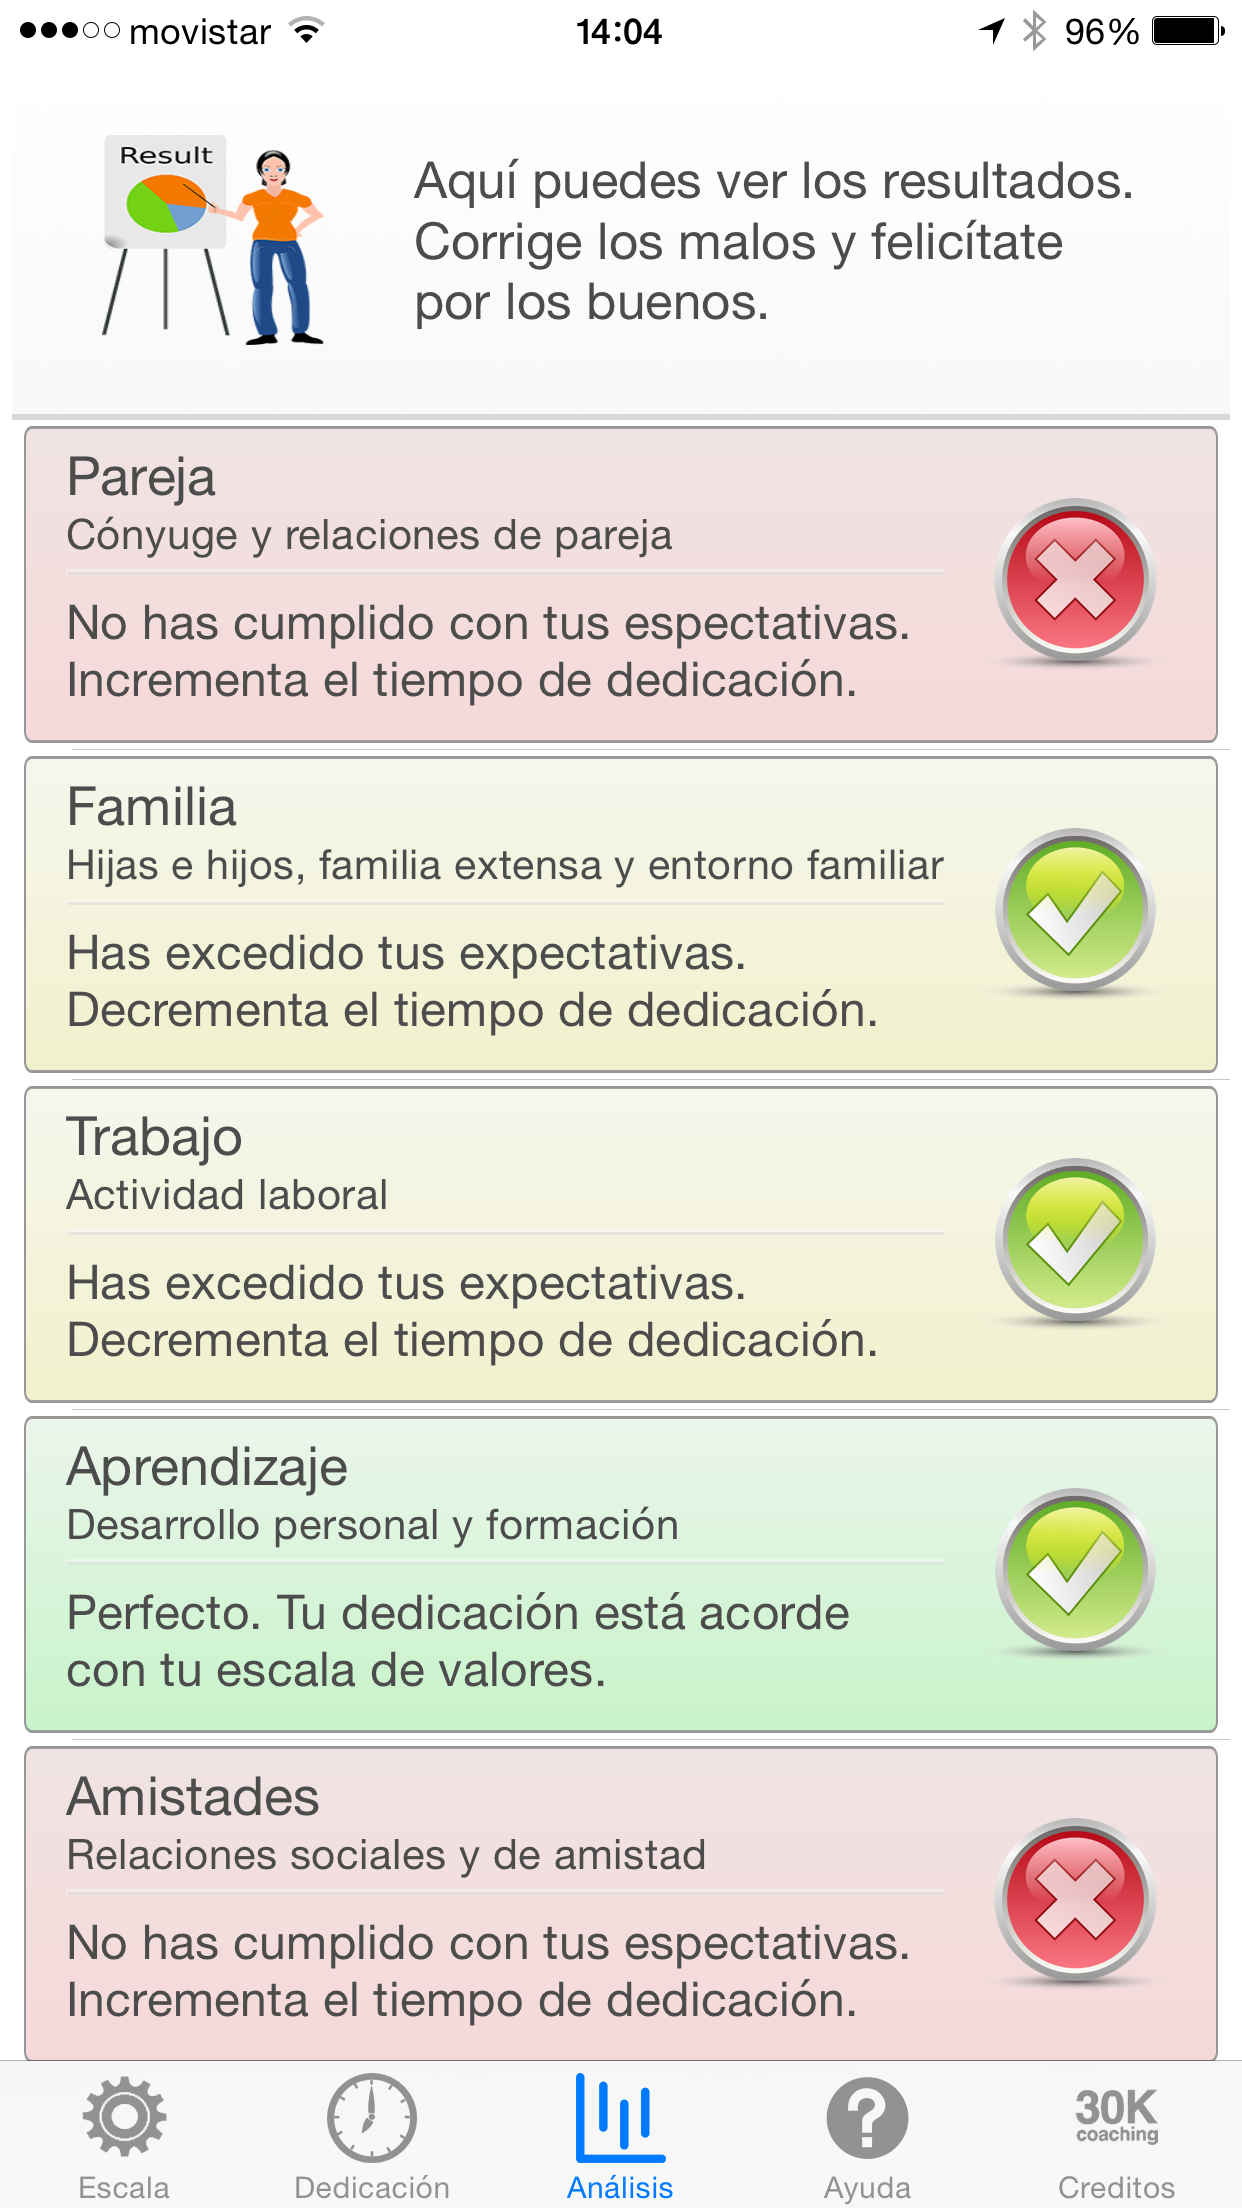 movistar 14:04 96%
Result
Aquí puedes ver los resultados.
Corrige los malos y felicítate
por los buenos.
Pareja
Cónyuge y relaciones de pareja
No has cumplido con tus espectativas.
Incrementa el tiempo de dedicación.
Familia
Hijas e hijos, familia extensa y entorno familiar
Has excedido tus expectativas.
Decrementa el tiempo de dedicación.
Trabajo
Actividad laboral
Has excedido tus expectativas.
Decrementa el tiempo de dedicación.
Aprendizaje
Desarrollo personal y formación
Perfecto. Tu dedicación está acorde
con tu escala de valores.
Amistades
Relaciones sociales y de amistad
No has cumplido con tus espectativas.
Incrementa el tiempo de dedicación.
30K
coaching
Escala Dedicación Análisis Ayuda Creditos